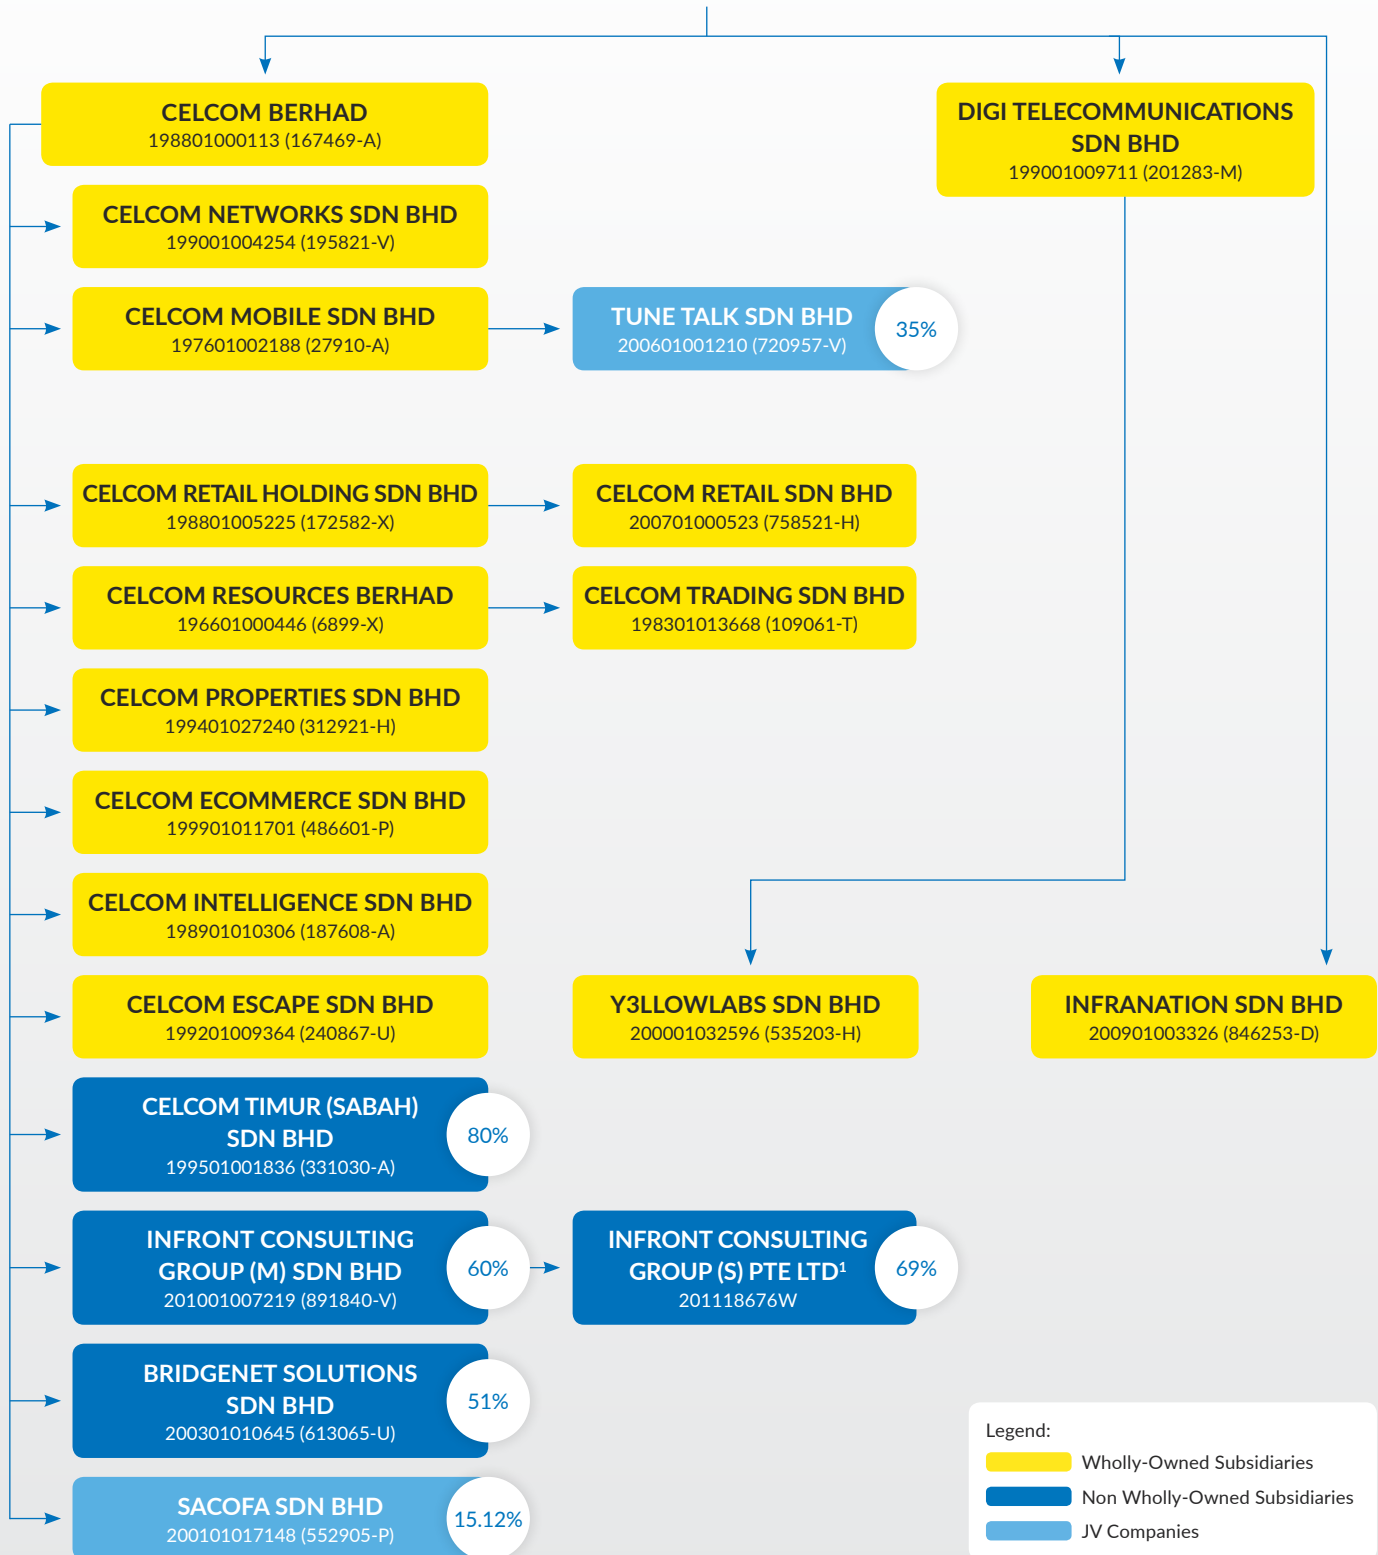 CELCOM BERHAD
198801000113 (167469-A)
DIGI TELECOMMUNICATIONS
SDN BHD
199001009711 (201283-M)
CELCOM NETWORKS SDN BHD
199001004254 (195821-V)
CELCOM MOBILE SDN BHD
197601002188 (27910-A)
TUNE TALK SDN BHD
200601001210 (720957-V)
35%
CELCOM RETAIL HOLDING SDN BHD
198801005225 (172582-X)
CELCOM RETAIL SDN BHD
200701000523 (758521-H)
CELCOM RESOURCES BERHAD
196601000446 (6899-X)
CELCOM TRADING SDN BHD
198301013668 (109061-T)
CELCOM PROPERTIES SDN BHD
199401027240 (312921-H)
CELCOM ECOMMERCE SDN BHD
199901011701 (486601-P)
CELCOM INTELLIGENCE SDN BHD
198901010306 (187608-A)
CELCOM ESCAPE SDN BHD
199201009364 (240867-U)
Y3LLOWLABS SDN BHD
200001032596 (535203-H)
INFRANATION SDN BHD
200901003326 (846253-D)
CELCOM TIMUR (SABAH)
SDN BHD
199501001836 (331030-A)
80%
INFRONT CONSULTING
GROUP (M) SDN BHD
201001007219 (891840-V)
60%
INFRONT CONSULTING
GROUP (S) PTE LTD¹
201118676W
69%
BRIDGENET SOLUTIONS
SDN BHD
200301010645 (613065-U)
51%
SACOFA SDN BHD
200101017148 (552905-P)
15.12%
Legend:
Wholly-Owned Subsidiaries
Non Wholly-Owned Subsidiaries
JV Companies